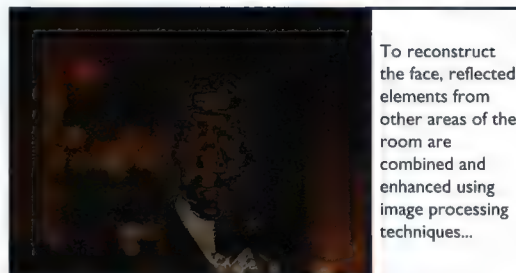 To reconstruct
the face, reflected
elements from
other areas of the
room are
combined and
enhanced using
image processing
techniques...